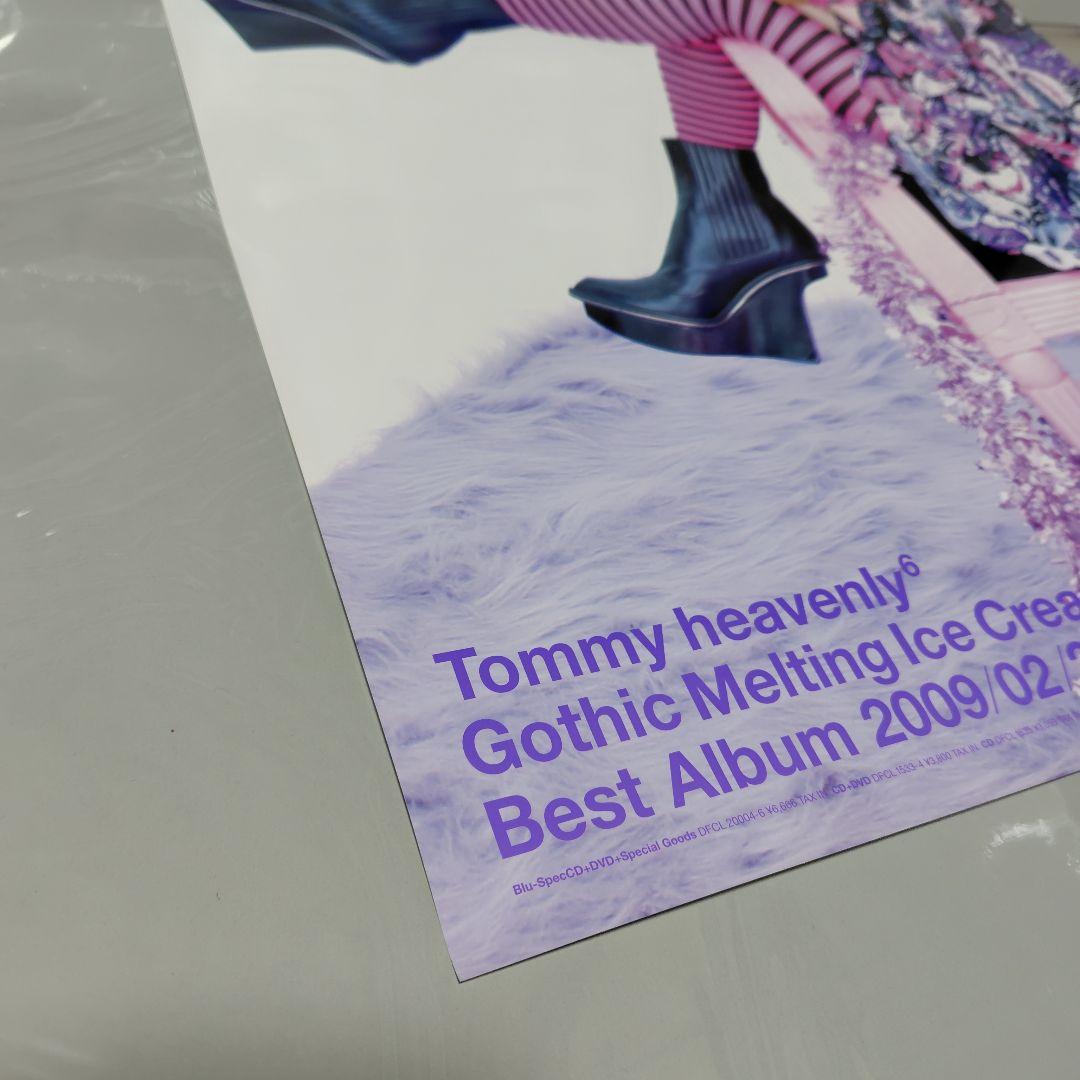 Tommy heavenly⁶
Gothic Melting Ice Crea
Best Album 2009/02/
Blu-SpecCD+DVD+Special Goods DFCL 20004-6 ¥6,666 TAX IN CD+DVD DFCL 1533-4 ¥3,800 TAX IN CD DFCL